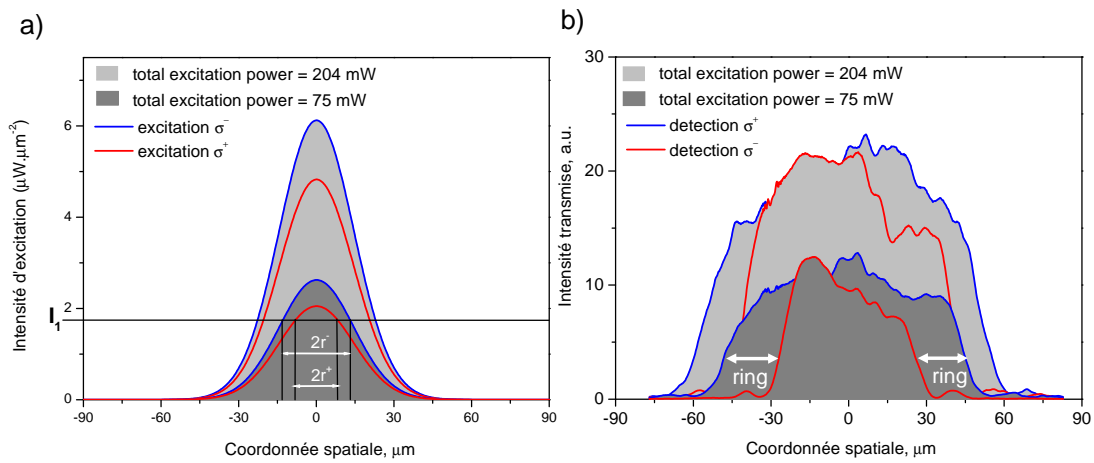 a)
total excitation power = 204 mW
total excitation power = 75 mW
excitation σ⁻
excitation σ⁺
Intensité d'excitation (μW.μm⁻²)
6
4
2
0
I₁
2r⁻
2r⁺
-90 -60 -30 0 30 60 90
Coordonnée spatiale, μm
b)
total excitation power = 204 mW
total excitation power = 75 mW
detection σ⁺
detection σ⁻
Intensité transmise, a.u.
30
20
10
0
ring ring
-90 -60 -30 0 30 60 90
Coordonnée spatiale, μm